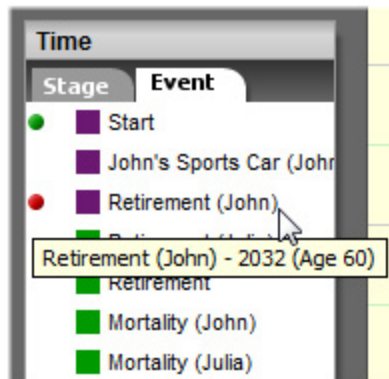 Time
Stage
Event
Start
John's Sports Car (John
Retirement (John)
Retirement (John) - 2032 (Age 60)
Retirement
Mortality (John)
Mortality (Julia)